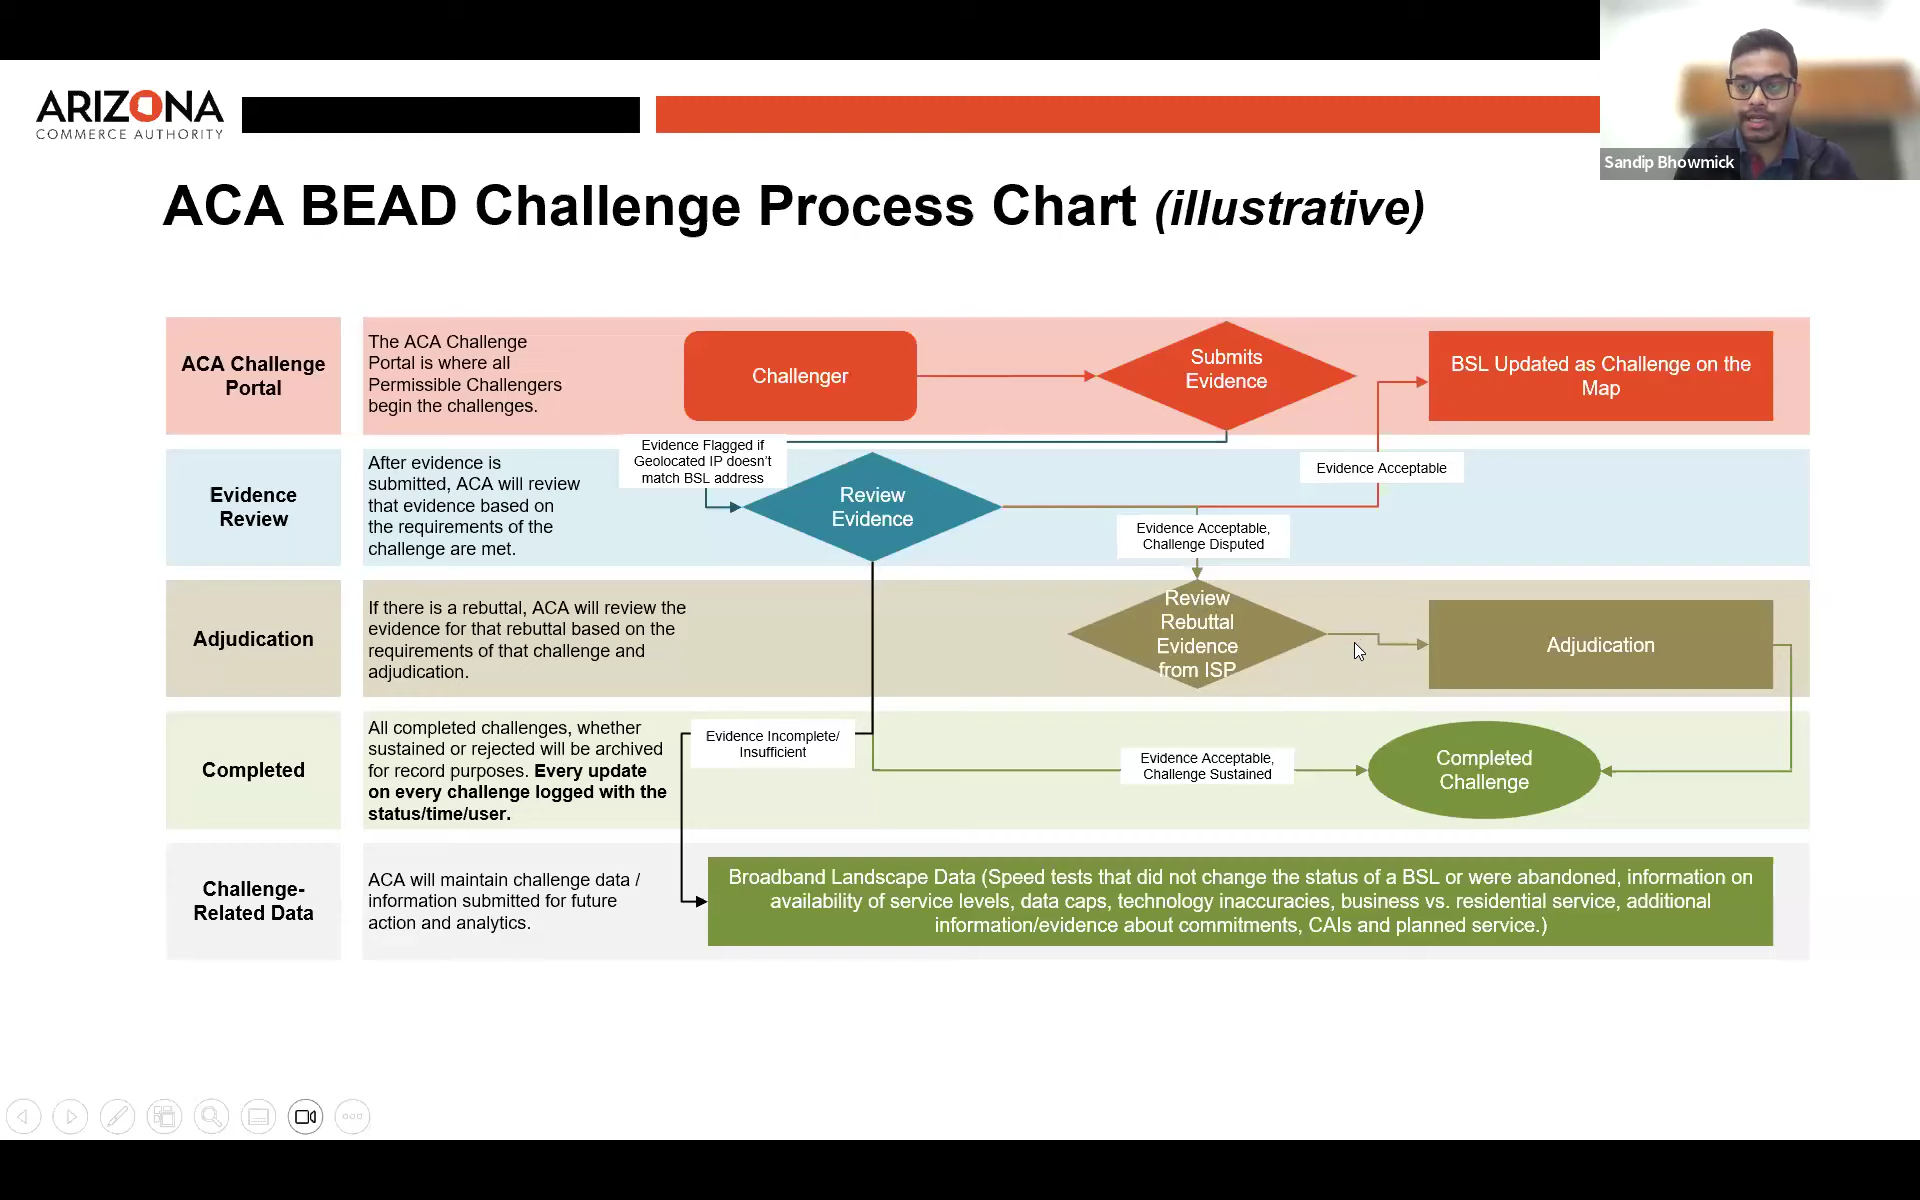 ARIZONA
COMMERCE AUTHORITY
Sandip Bhowmick
ACA BEAD Challenge Process Chart (illustrative)
ACA Challenge
Portal
The ACA Challenge
Portal is where all
Permissible Challengers
begin the challenges.
Challenger
Submits
Evidence
BSL Updated as Challenge on the
Map
Evidence Flagged if
Geolocated IP doesn't
match BSL address
Evidence
Review
After evidence is
submitted, ACA will review
that evidence based on
the requirements of the
challenge are met.
Review
Evidence
Evidence Acceptable
Evidence Acceptable,
Challenge Disputed
Adjudication
If there is a rebuttal, ACA will review the
evidence for that rebuttal based on the
requirements of that challenge and
adjudication.
Review
Rebuttal
Evidence
from ISP
Adjudication
Completed
All completed challenges, whether
sustained or rejected will be archived
for record purposes. Every update
on every challenge logged with the
status/time/user.
Evidence Incomplete/
Insufficient
Evidence Acceptable,
Challenge Sustained
Completed
Challenge
Challenge-
Related Data
ACA will maintain challenge data /
information submitted for future
action and analytics.
Broadband Landscape Data (Speed tests that did not change the status of a BSL or were abandoned, information on
availability of service levels, data caps, technology inaccuracies, business vs. residential service, additional
information/evidence about commitments, CAIs and planned service.)